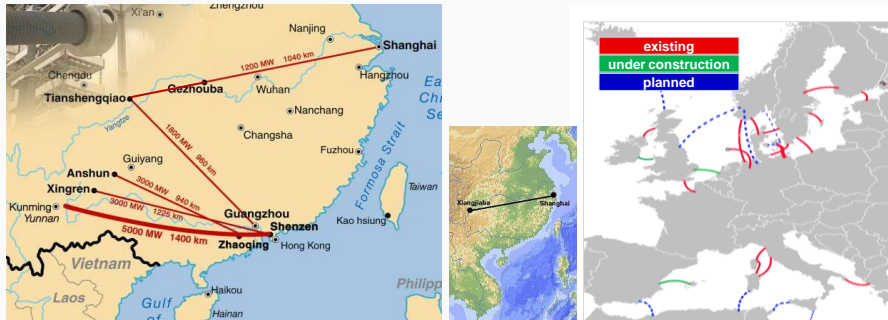 Zhengzhou
Xi'an
Nanjing
1200 MW 1040 km
Shanghai
Chengdu
Gezhouba
Wuhan
Hangzhou
Tianshengqiao
Ea
Chi
Se
Yangtze
Nanchang
Changsha
1800 MW 960 km
Fuzhou
Formosa Strait
Guiyang
Anshun
3000 MW 940 km
Taiwan
Xingren
3000 MW 1225 km
Kunming
Yunnan
Guangzhou
Shenzen
Kao hsiung
5000 MW 1400 km
Zhaoqing
Hong Kong
Vietnam
Laos
Haikou
Philipp
Gulf
of
Hainan
Xiangjiaba
Shanghai
existing
under construction
planned